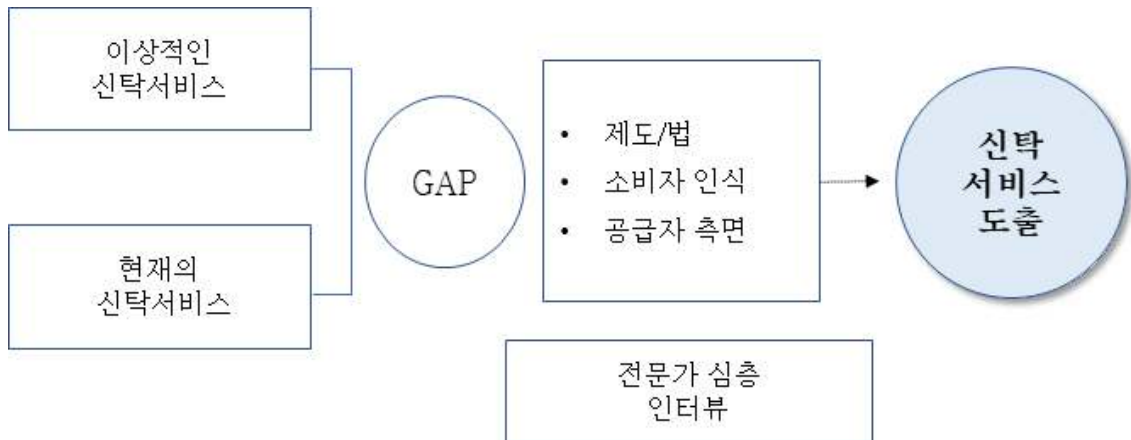 이상적인
신탁서비스
현재의
신탁서비스
GAP
• 제도/법
• 소비자 인식
• 공급자 측면
신탁
서비스
도출
전문가 심층
인터뷰